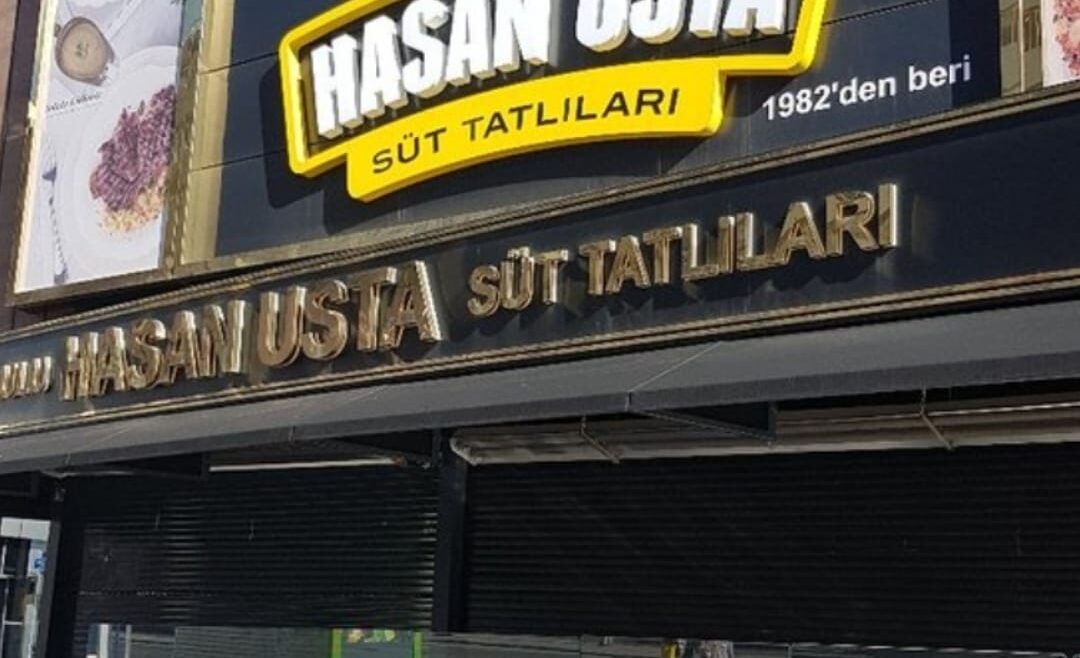 HASAN USTA
SÜT TATLILARI
1982'den beri
HASAN USTA SÜT TATLILARI